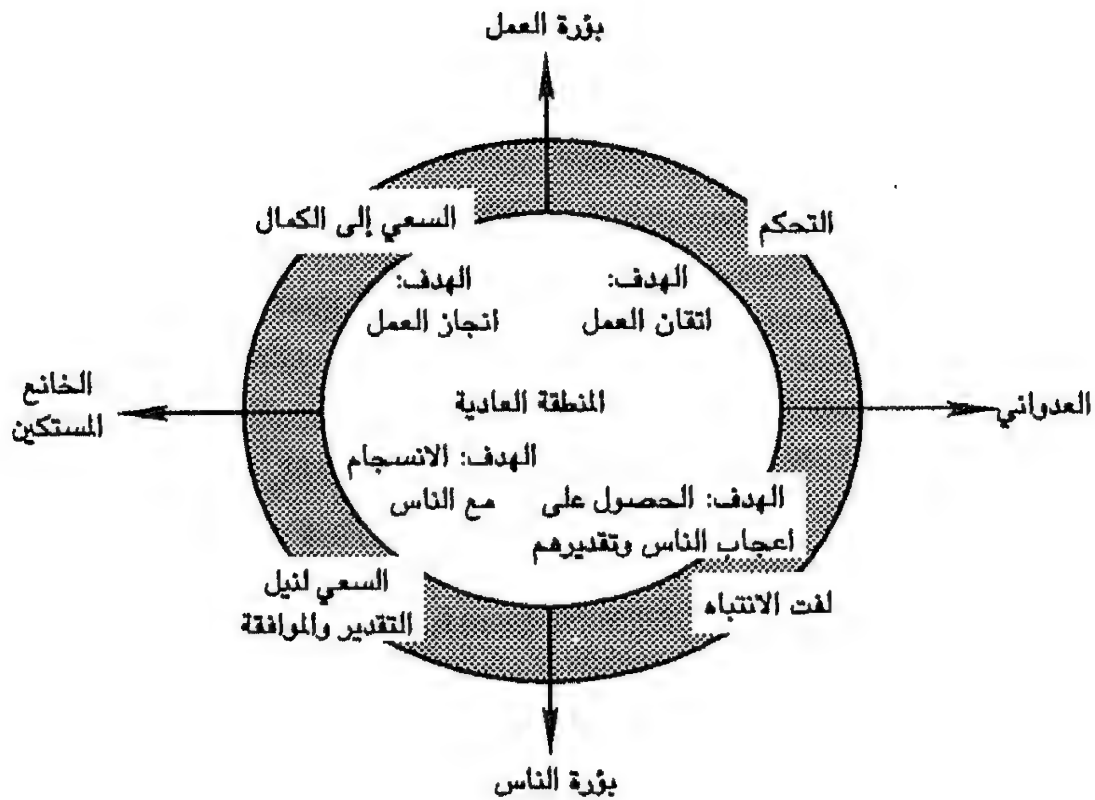 بؤرة العمل
التحكم
السعي إلى الكمال
الهدف:
اتقان العمل
الهدف:
انجاز العمل
العدواني
المنطقة العادية
الخانع
المستكين
الهدف: الحصول على
اعجاب الناس وتقديرهم
الهدف: الانسجام
مع الناس
لفت الانتباه
السعي لنيل
التقدير والموافقة
بؤرة الناس